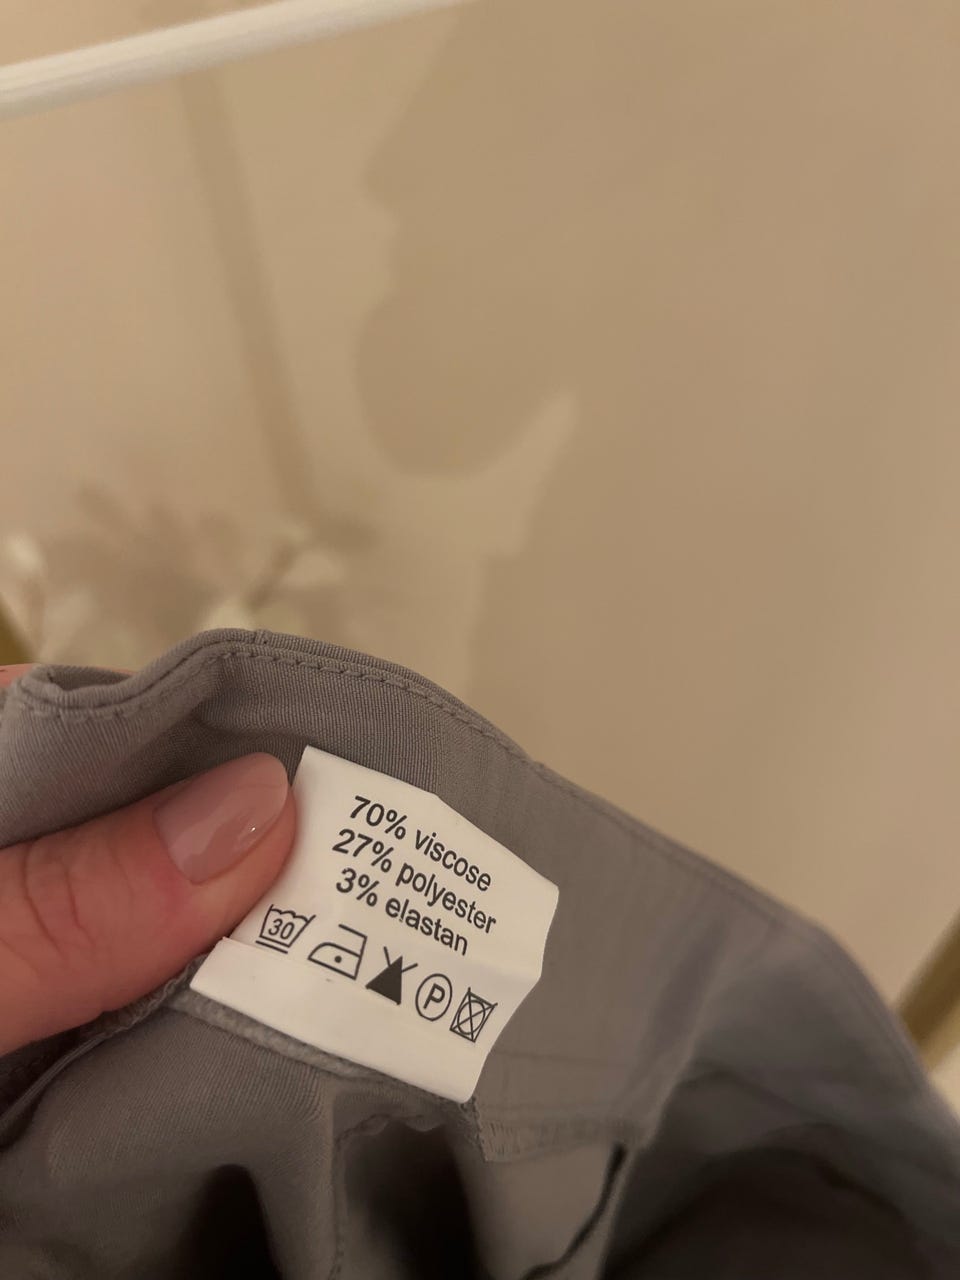 70% viscose
27% polyester
3% elastan
30 P